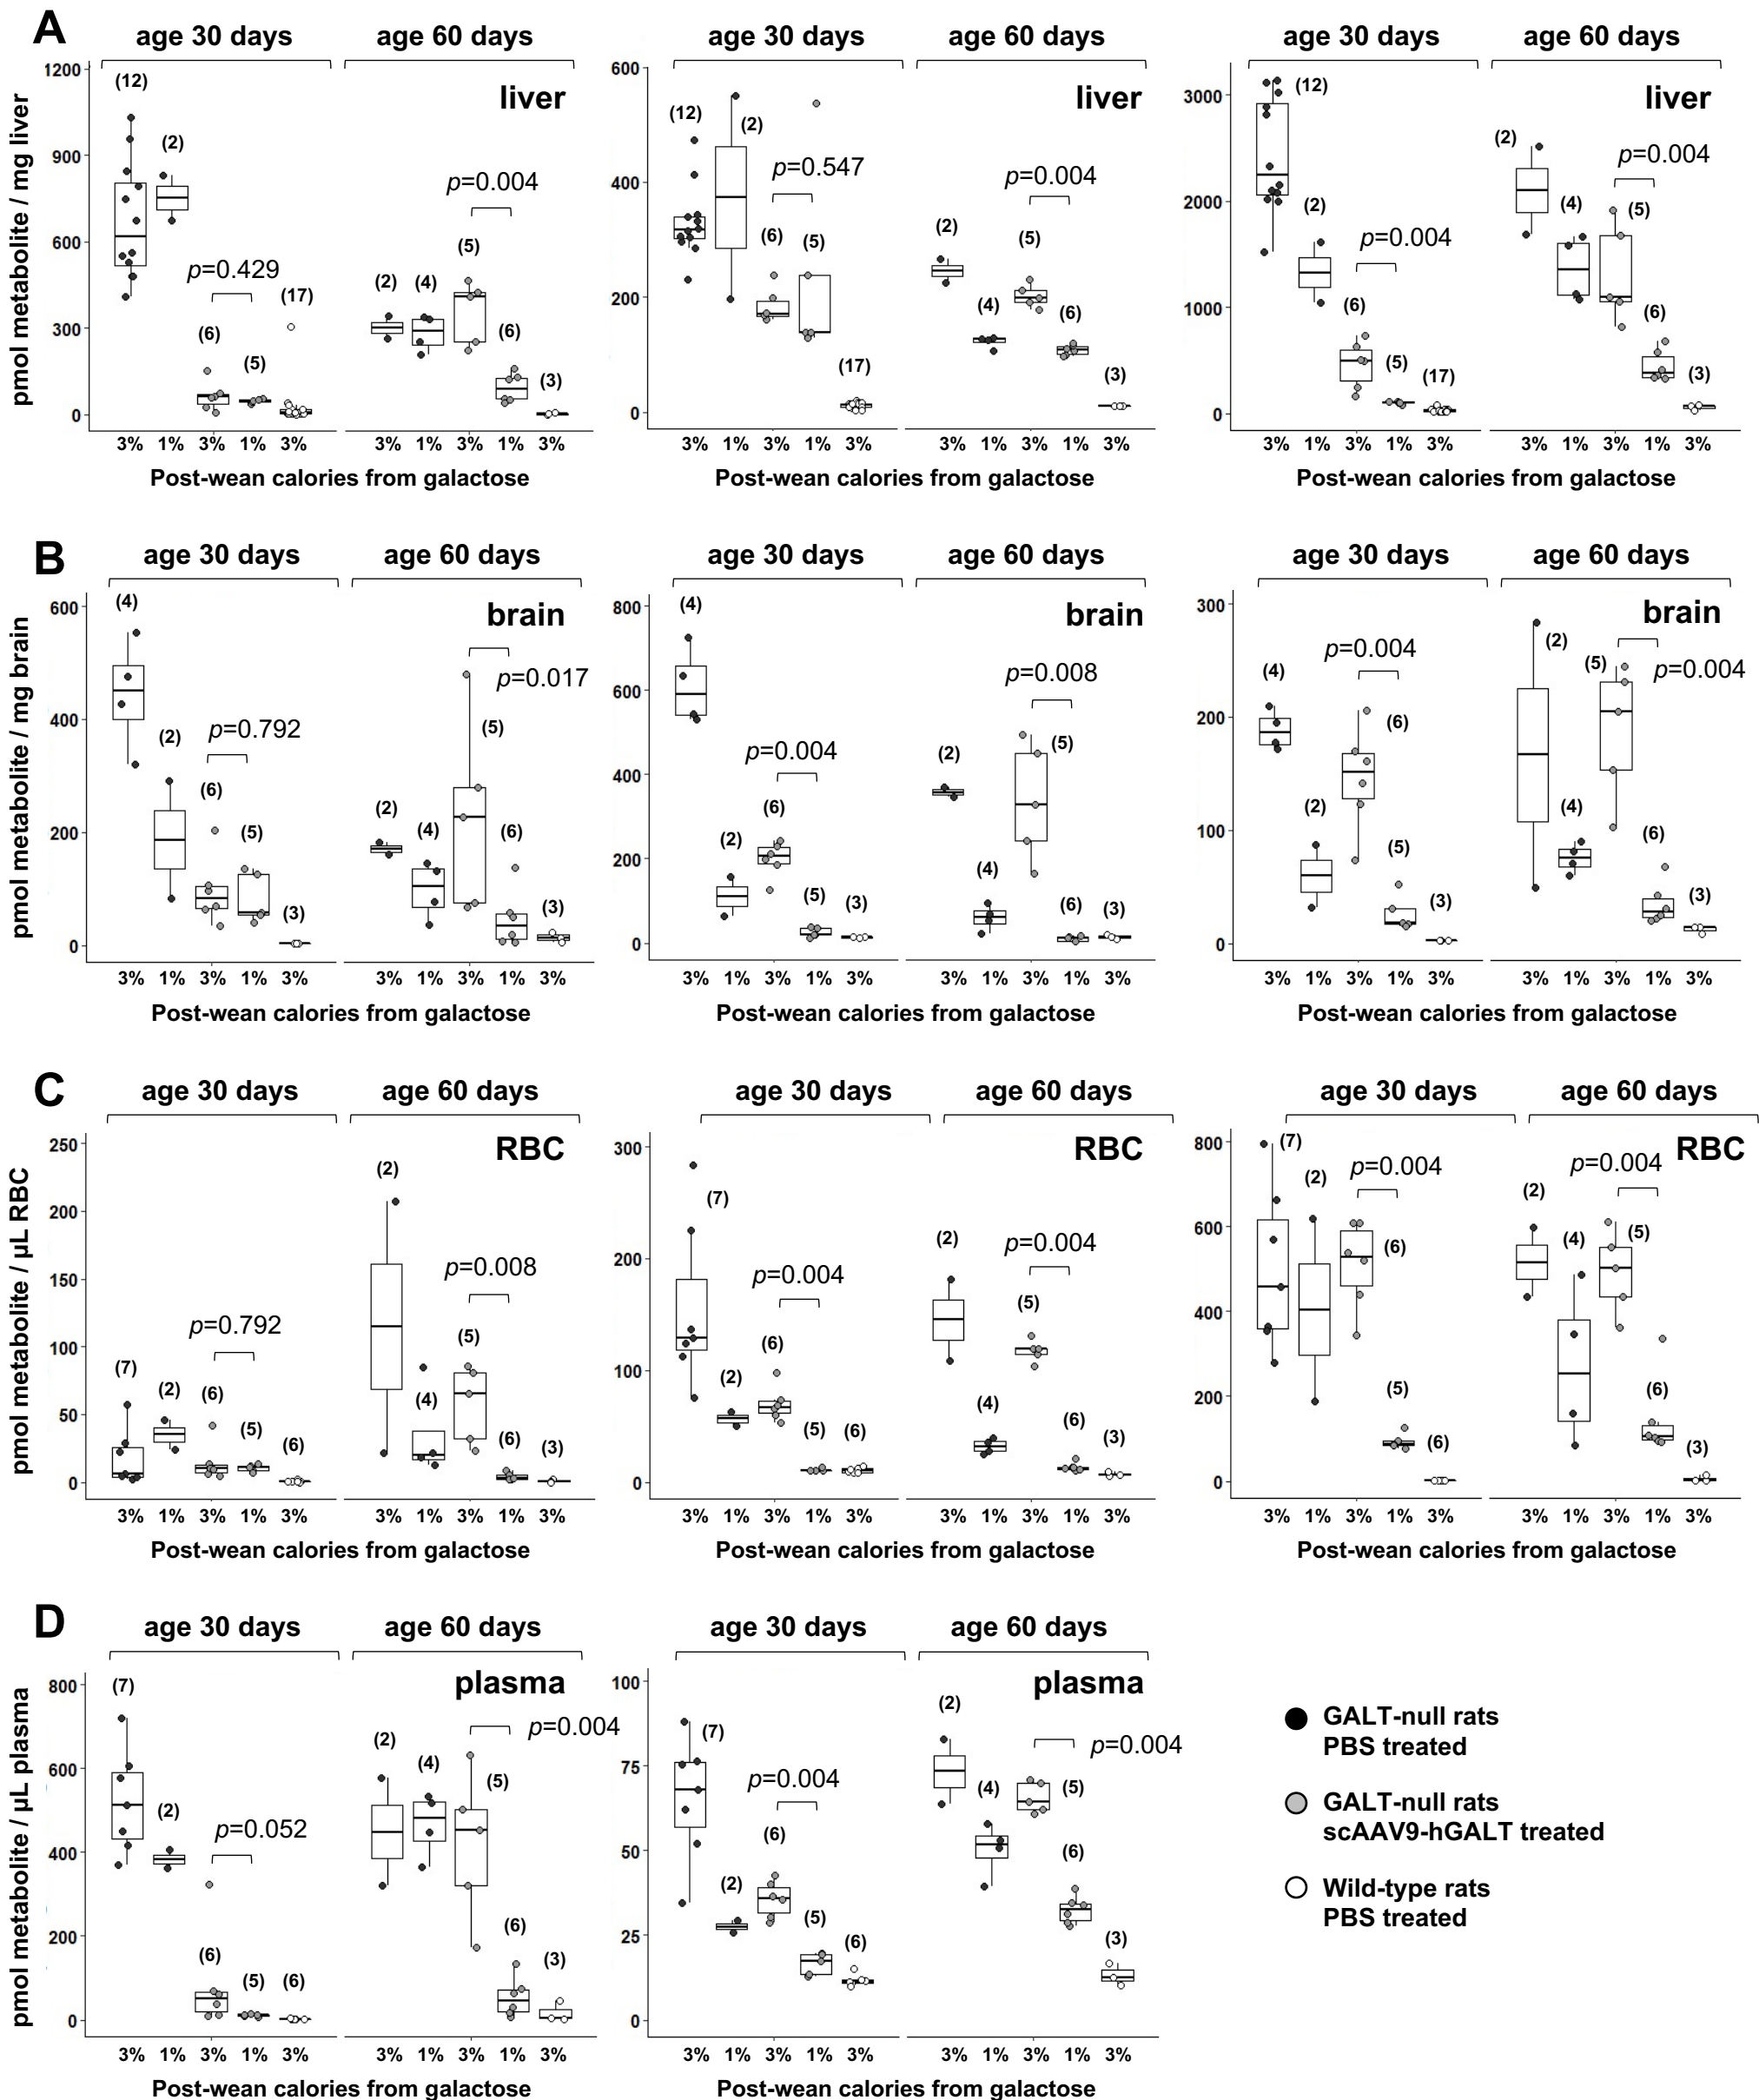 A
age 30 days age 60 days age 30 days age 60 days age 30 days age 60 days
pmol metabolite / mg liver
1200
900
600
300
0
liver
(12) (2) (6) (5) (17)
p=0.429
(2) (4) (5) (6) (3)
p=0.004
3% 1% 3% 1% 3% 3% 1% 3% 1% 3%
Post-wean calories from galactose
600
400
200
0
liver
(12) (2) (6) (5) (17)
p=0.547
(2) (4) (5) (6) (3)
p=0.004
3% 1% 3% 1% 3% 3% 1% 3% 1% 3%
Post-wean calories from galactose
3000
2000
1000
0
liver
(12) (2) (6) (5) (17)
p=0.004
(2) (4) (5) (6) (3)
p=0.004
3% 1% 3% 1% 3% 3% 1% 3% 1% 3%
Post-wean calories from galactose
B
age 30 days age 60 days age 30 days age 60 days age 30 days age 60 days
pmol metabolite / mg brain
600
400
200
0
brain
(4) (2) (6) (5) (3)
p=0.792
(2) (4) (5) (6) (3)
p=0.017
3% 1% 3% 1% 3% 3% 1% 3% 1% 3%
Post-wean calories from galactose
800
600
400
200
0
brain
(4) (2) (6) (5) (3)
p=0.004
(2) (4) (5) (6) (3)
p=0.008
3% 1% 3% 1% 3% 3% 1% 3% 1% 3%
Post-wean calories from galactose
300
200
100
0
brain
(4) (2) (6) (5) (3)
p=0.004
(2) (4) (5) (6) (3)
p=0.004
3% 1% 3% 1% 3% 3% 1% 3% 1% 3%
Post-wean calories from galactose
C
age 30 days age 60 days age 30 days age 60 days age 30 days age 60 days
pmol metabolite / µL RBC
250
200
150
100
50
0
RBC
(7) (2) (6) (5) (6)
p=0.792
(2) (4) (5) (6) (3)
p=0.008
3% 1% 3% 1% 3% 3% 1% 3% 1% 3%
Post-wean calories from galactose
300
200
100
0
RBC
(7) (2) (6) (5) (6)
p=0.004
(2) (4) (5) (6) (3)
p=0.004
3% 1% 3% 1% 3% 3% 1% 3% 1% 3%
Post-wean calories from galactose
800
600
400
200
0
RBC
(7) (2) (6) (5) (6)
p=0.004
(2) (4) (5) (6) (3)
p=0.004
3% 1% 3% 1% 3% 3% 1% 3% 1% 3%
Post-wean calories from galactose
D
age 30 days age 60 days age 30 days age 60 days
pmol metabolite / µL plasma
800
600
400
200
0
plasma
(7) (2) (6) (5) (6)
p=0.052
(2) (4) (5) (6) (3)
p=0.004
3% 1% 3% 1% 3% 3% 1% 3% 1% 3%
Post-wean calories from galactose
100
75
50
25
0
plasma
(7) (2) (6) (5) (6)
p=0.004
(2) (4) (5) (6) (3)
p=0.004
3% 1% 3% 1% 3% 3% 1% 3% 1% 3%
Post-wean calories from galactose
GALT-null rats
PBS treated
GALT-null rats
scAAV9-hGALT treated
Wild-type rats
PBS treated